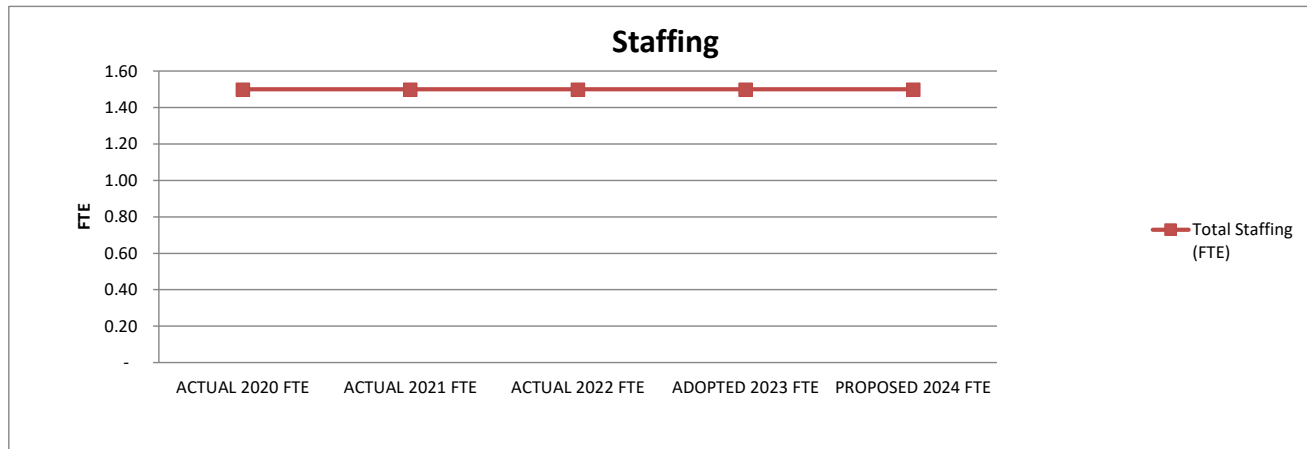 Staffing
1.60
1.40
1.20
1.00
0.80
0.60
0.40
0.20
-
FTE
ACTUAL 2020 FTE
ACTUAL 2021 FTE
ACTUAL 2022 FTE
ADOPTED 2023 FTE
PROPOSED 2024 FTE
Total Staffing
(FTE)